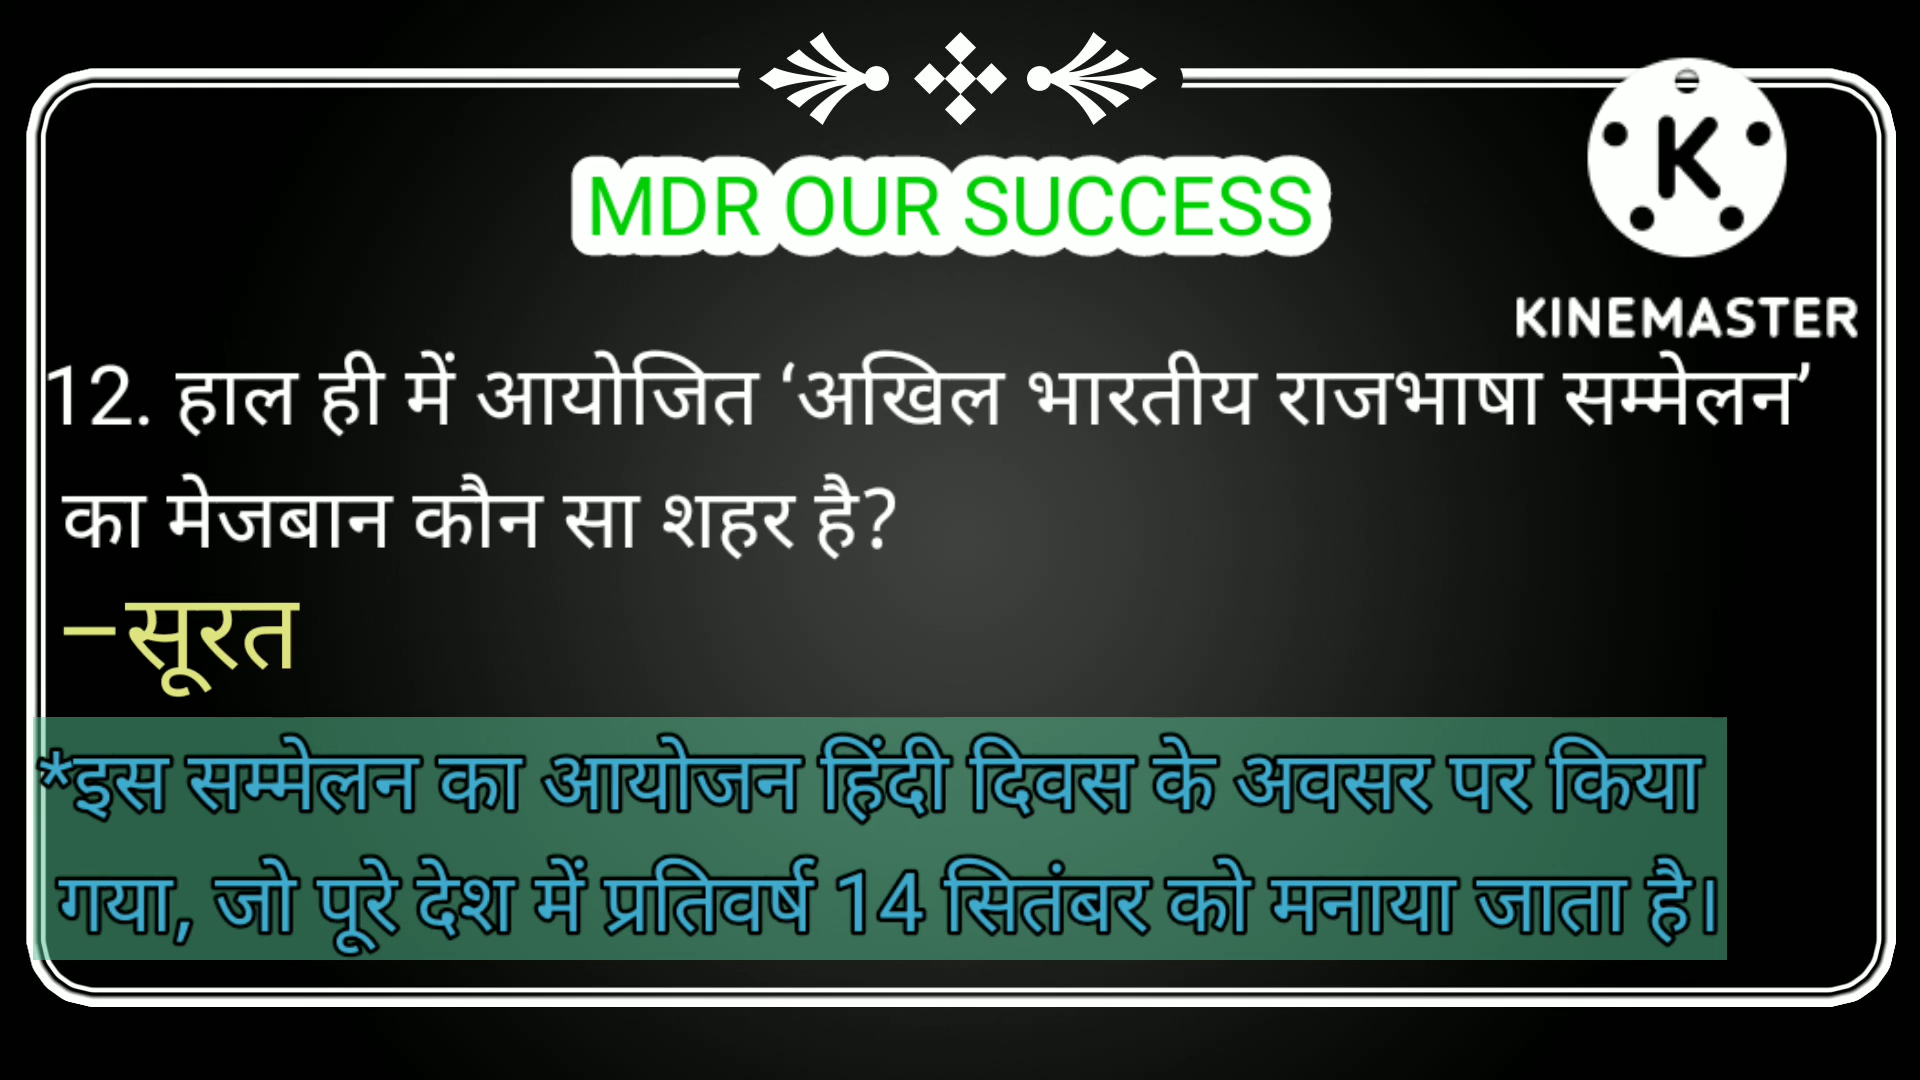 MDR OUR SUCCESS
K
KINEMASTER
12. हाल ही में आयोजित ‘अखिल भारतीय राजभाषा सम्मेलन’
का मेजबान कौन सा शहर है?
–सूरत
*इस सम्मेलन का आयोजन हिंदी दिवस के अवसर पर किया
गया, जो पूरे देश में प्रतिवर्ष 14 सितंबर को मनाया जाता है।